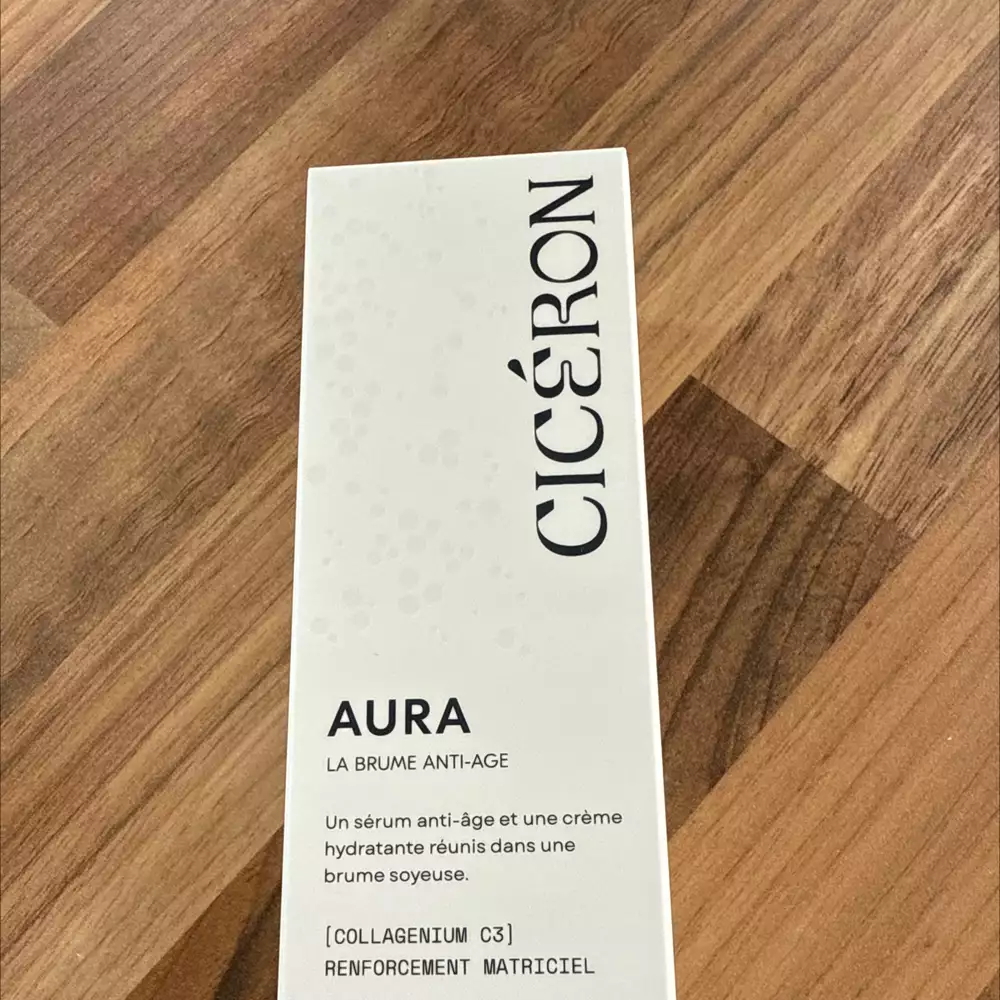 CICÉRON
AURA
LA BRUME ANTI-AGE
Un sérum anti-âge et une crème
hydratante réunis dans une
brume soyeuse.
[COLLAGENIUM C3]
RENFORCEMENT MATRICIEL